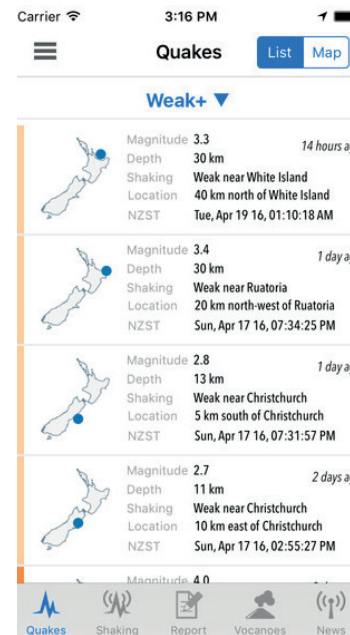 Carrier 3:16 PM
Quakes List Map
Weak+ ▼
Magnitude 3.3
14 hours a
Depth 30 km
Shaking Weak near White Island
Location 40 km north of White Island
NZST Tue, Apr 19 16, 01:10:18 AM
Magnitude 3.4
1 day a
Depth 30 km
Shaking Weak near Ruatoria
Location 20 km north-west of Ruatoria
NZST Sun, Apr 17 16, 07:34:25 PM
Magnitude 2.8
1 day a
Depth 13 km
Shaking Weak near Christchurch
Location 5 km south of Christchurch
NZST Sun, Apr 17 16, 07:31:57 PM
Magnitude 2.7
2 days a
Depth 11 km
Shaking Weak near Christchurch
Location 10 km east of Christchurch
NZST Sun, Apr 17 16, 02:55:27 PM
Magnitude 4.0
Quakes Shaking Report Vocanoes News